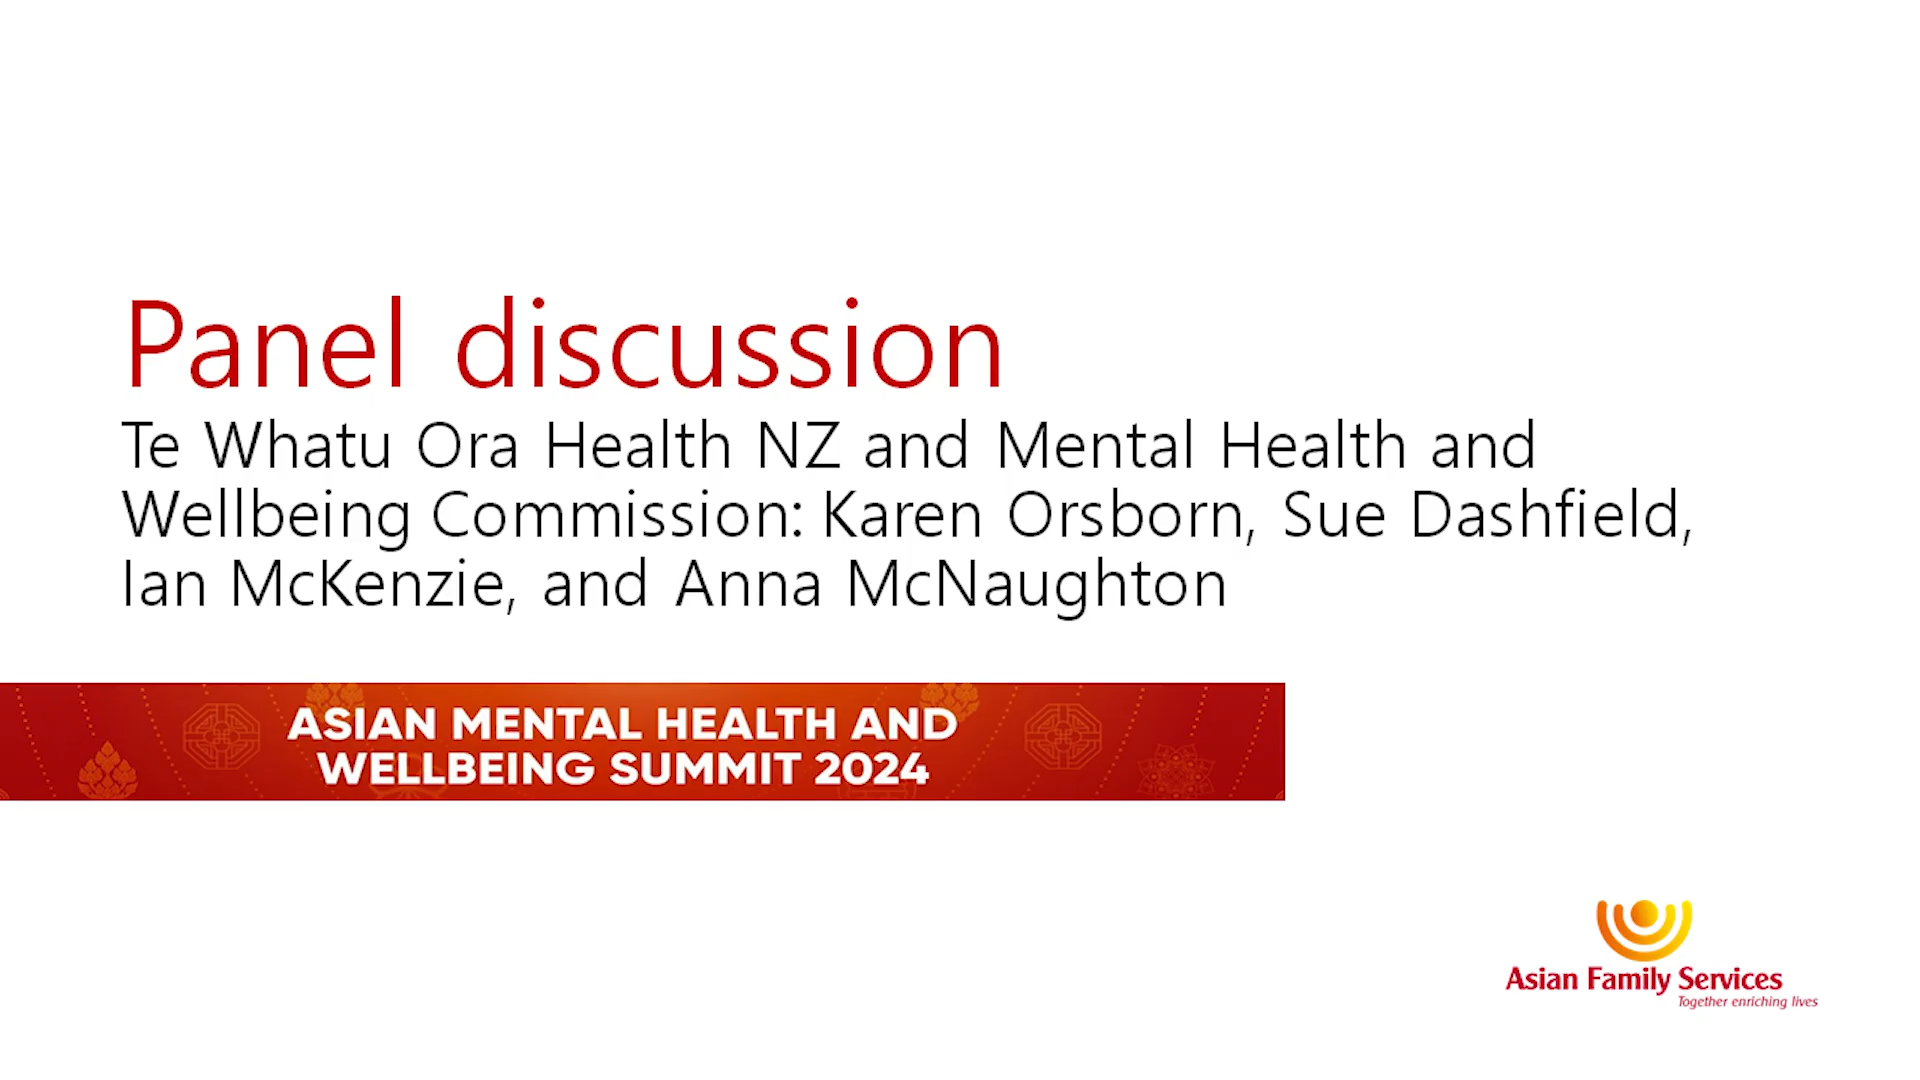 Panel discussion
Te Whatu Ora Health NZ and Mental Health and
Wellbeing Commission: Karen Orsborn, Sue Dashfield,
Ian McKenzie, and Anna McNaughton
ASIAN MENTAL HEALTH AND
WELLBEING SUMMIT 2024
Asian Family Services
Together enriching lives